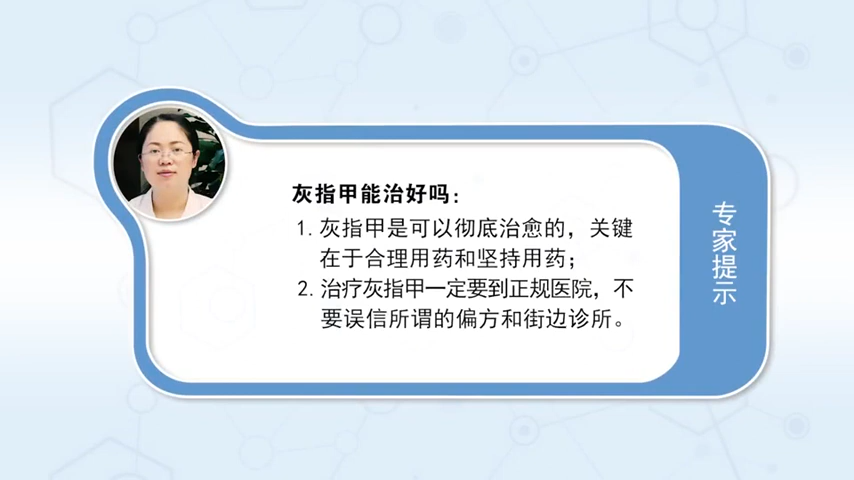 灰指甲能治好吗：
1. 灰指甲是可以彻底治愈的，关键
在于合理用药和坚持用药；
2. 治疗灰指甲一定要到正规医院，不
要误信所谓的偏方和街边诊所。
专家提示